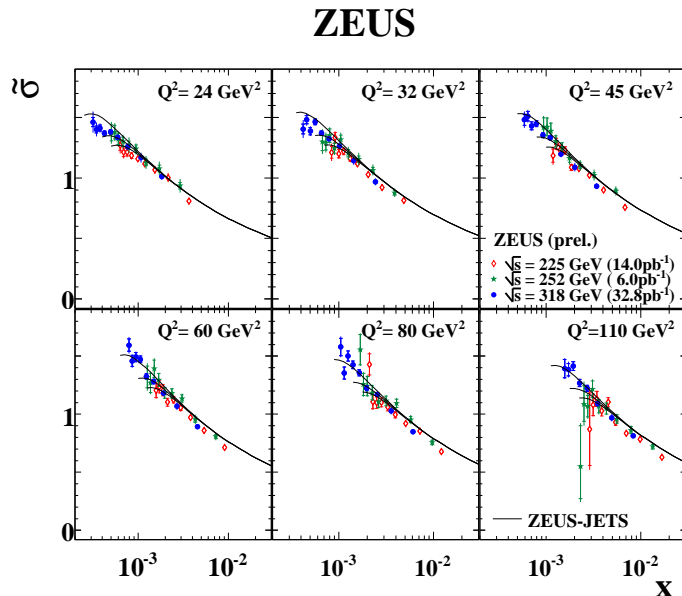 ZEUS
σ̃
Q²= 24 GeV²
Q²= 32 GeV²
Q²= 45 GeV²
1
0
ZEUS (prel.)
√s = 225 GeV (14.0pb⁻¹)
√s = 252 GeV ( 6.0pb⁻¹)
√s = 318 GeV (32.8pb⁻¹)
Q²= 60 GeV²
Q²= 80 GeV²
Q²=110 GeV²
1
0
ZEUS-JETS
10⁻³ 10⁻² 10⁻³ 10⁻² 10⁻³ 10⁻²
x